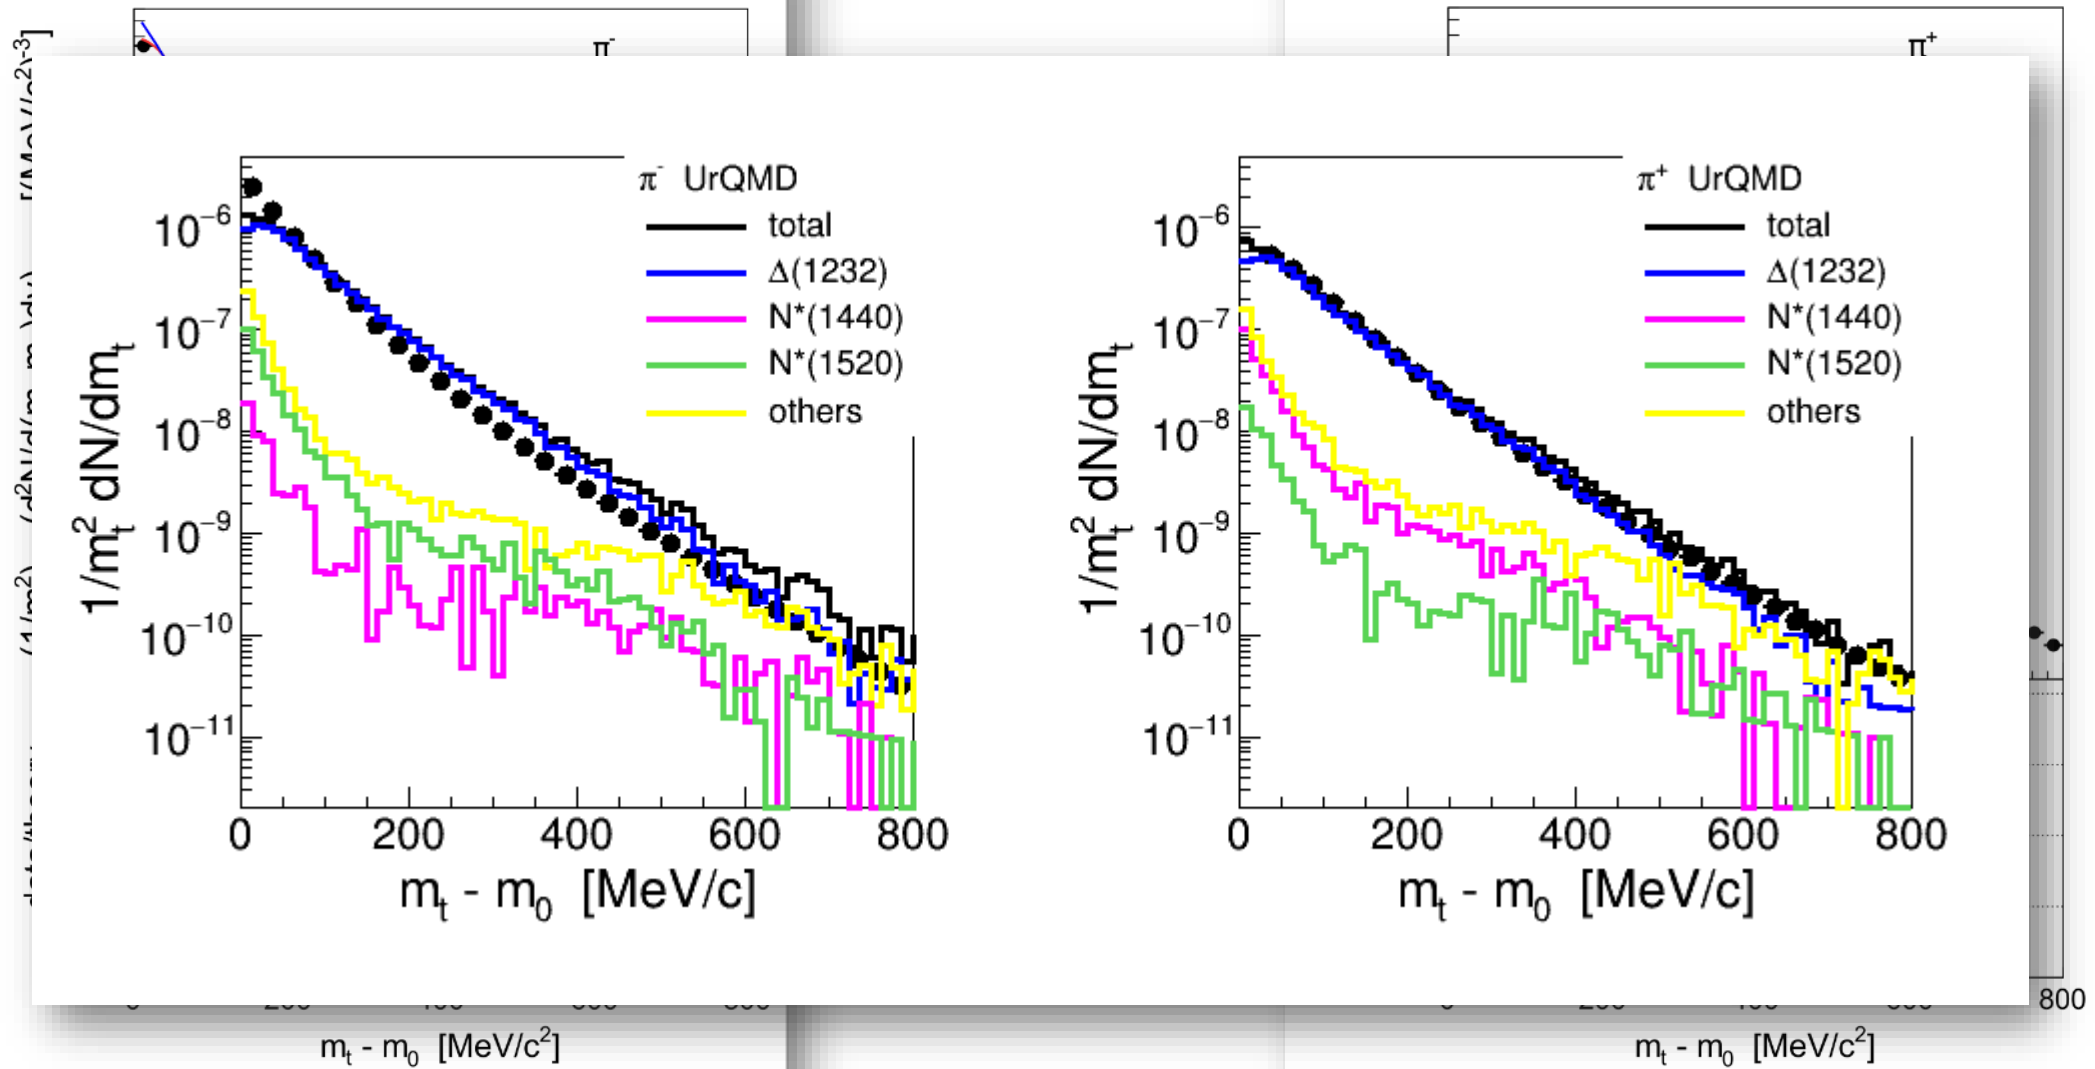 π⁻
π⁺
π⁻ UrQMD
total
Δ(1232)
N*(1440)
N*(1520)
others
10⁻⁶
10⁻⁷
10⁻⁸
10⁻⁹
10⁻¹⁰
10⁻¹¹
1/m²ₜ dN/dmₜ
0 200 400 600 800
mₜ - m₀ [MeV/c]
π⁺ UrQMD
total
Δ(1232)
N*(1440)
N*(1520)
others
10⁻⁶
10⁻⁷
10⁻⁸
10⁻⁹
10⁻¹⁰
10⁻¹¹
1/m²ₜ dN/dmₜ
0 200 400 600 800
mₜ - m₀ [MeV/c]
800
mₜ - m₀ [MeV/c²]
mₜ - m₀ [MeV/c²]